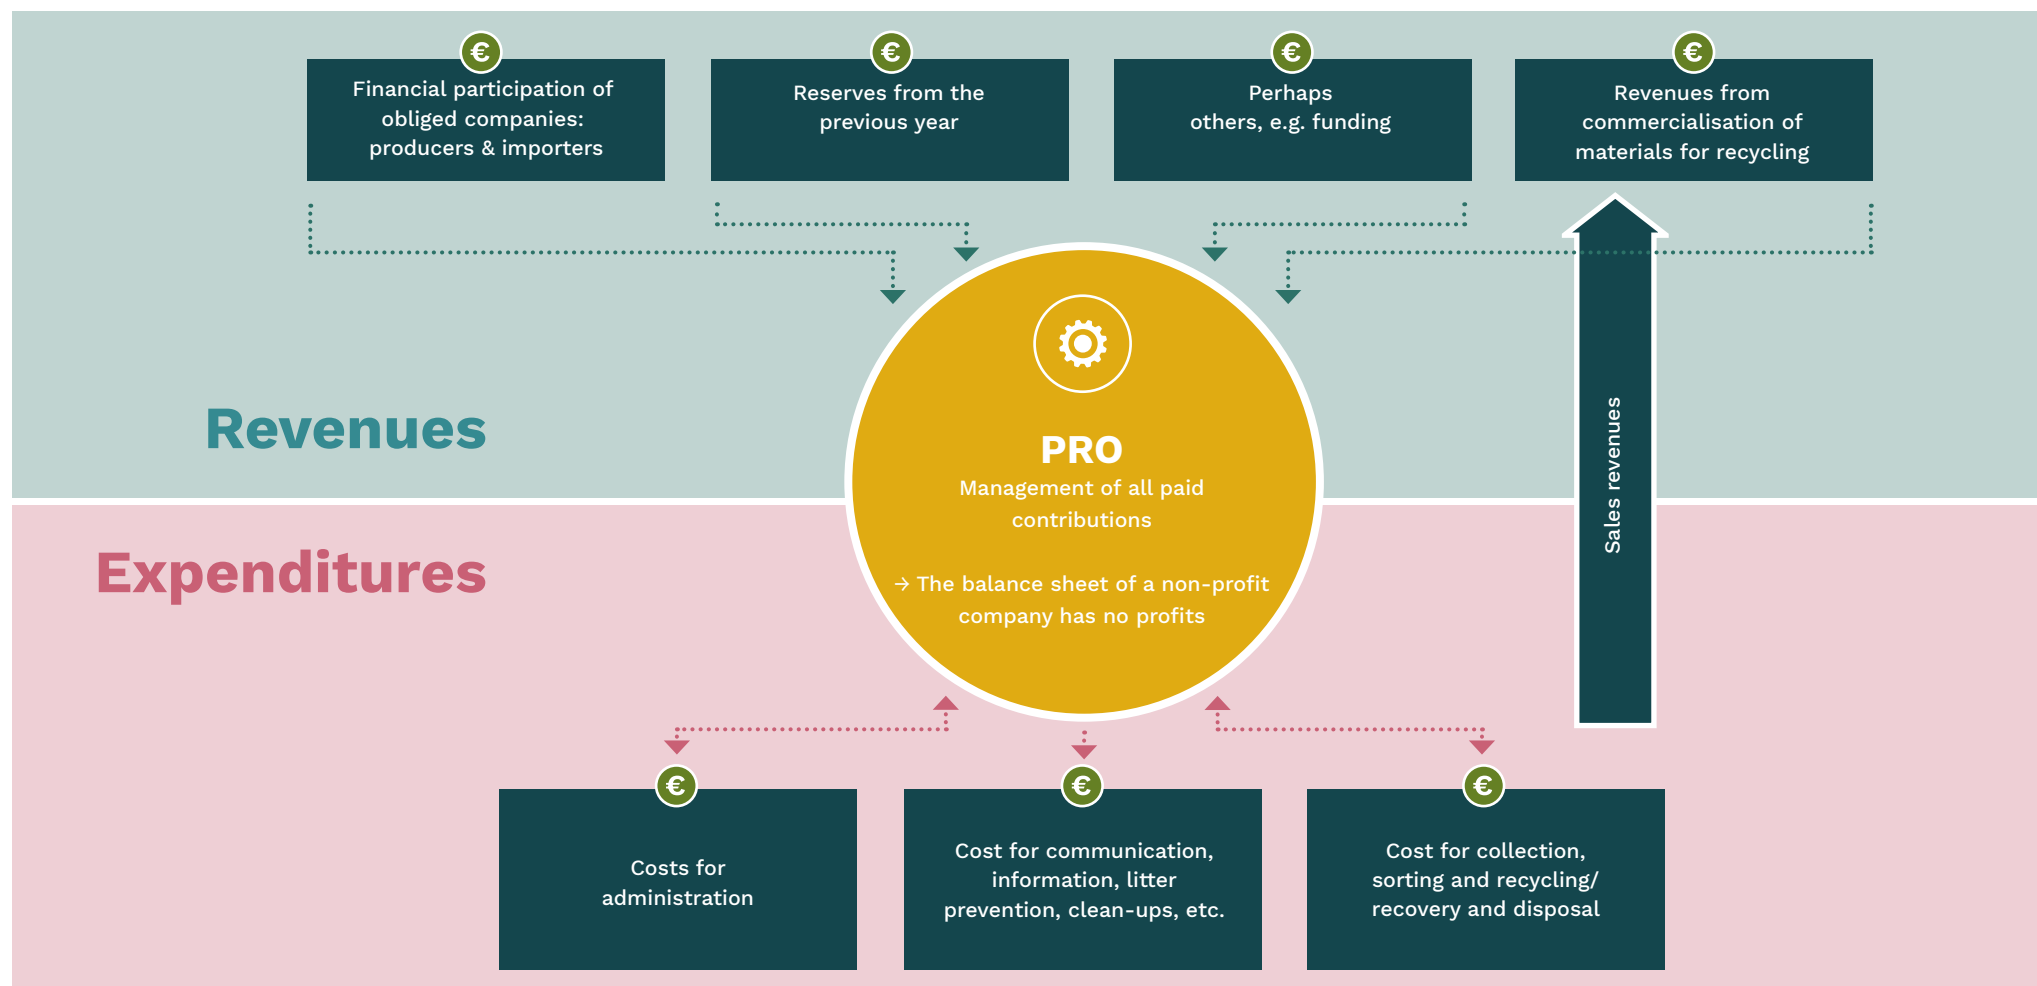 €
Financial participation of
obliged companies:
producers & importers
€
Reserves from the
previous year
€
Perhaps
others, e.g. funding
€
Revenues from
commercialisation of
materials for recycling
Revenues
Expenditures
PRO
Management of all paid
contributions
→ The balance sheet of a non-profit
company has no profits
Sales revenues
€
Costs for
administration
€
Cost for communication,
information, litter
prevention, clean-ups, etc.
€
Cost for collection,
sorting and recycling/
recovery and disposal